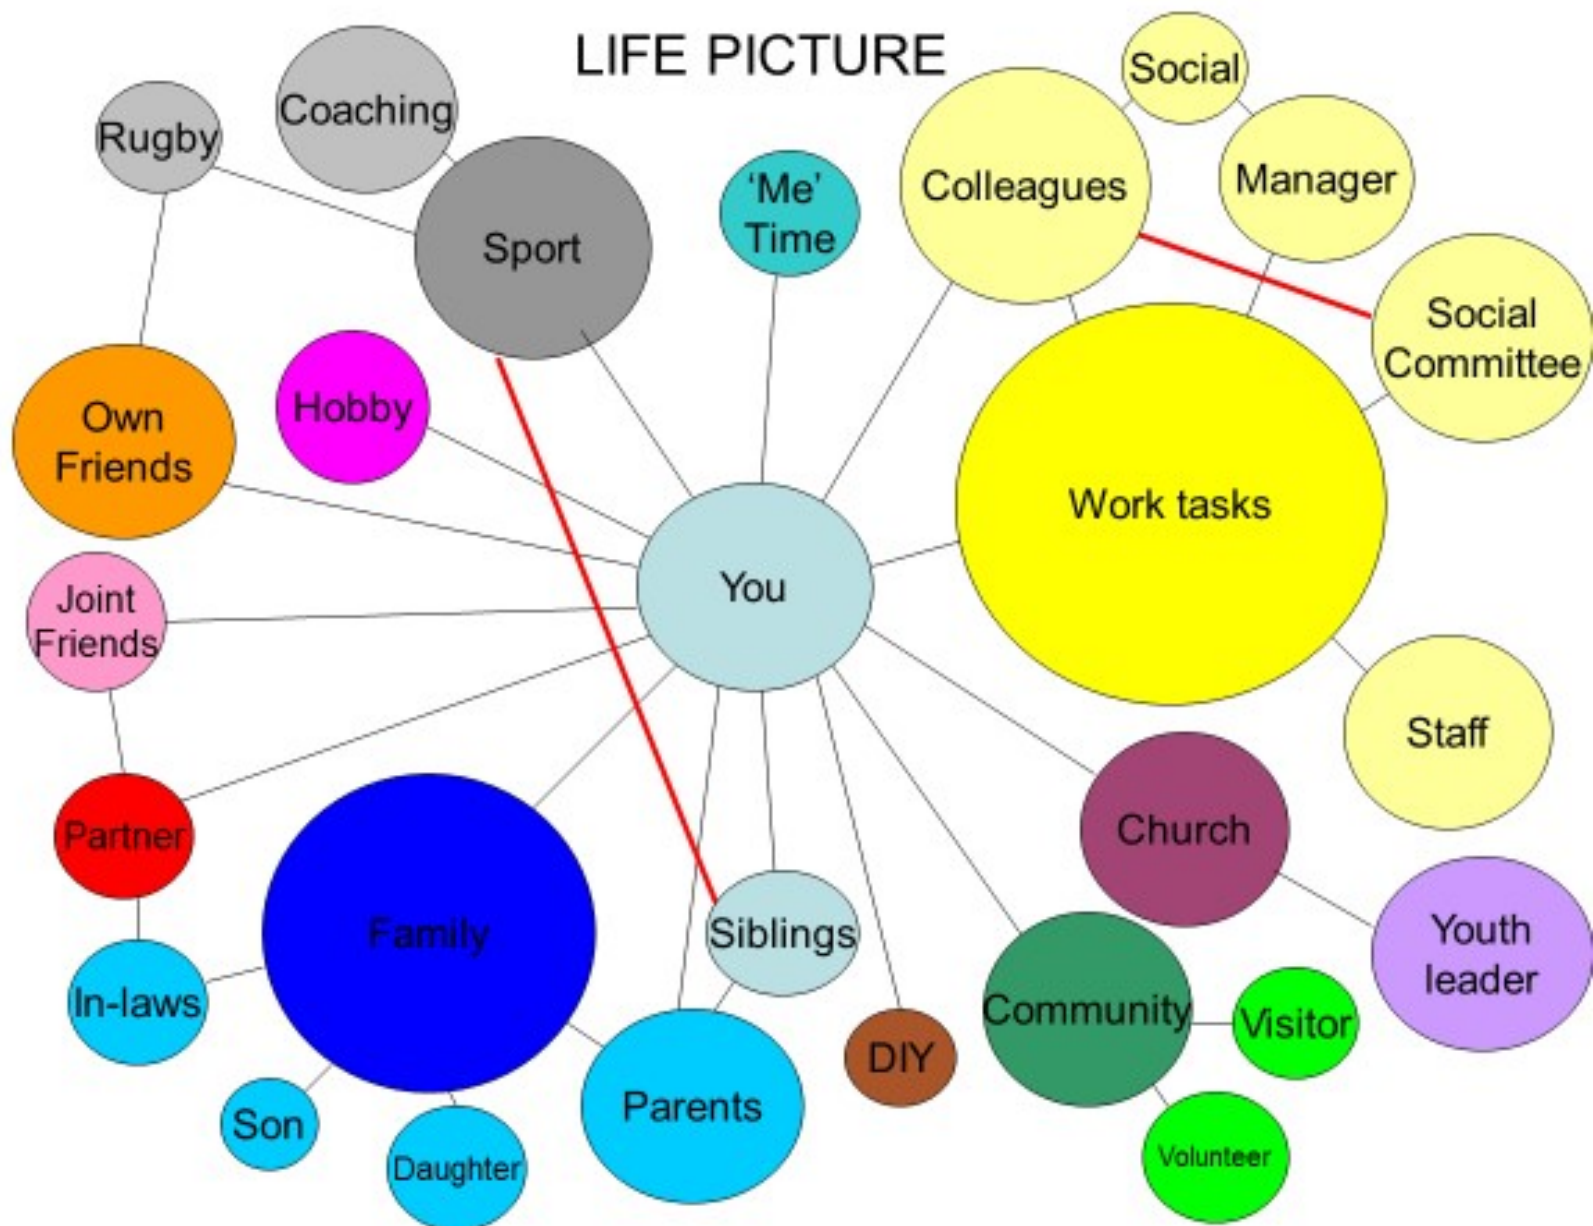 LIFE PICTURE
Social
Coaching
Rugby
Colleagues
Manager
‘Me’
Time
Sport
Social
Committee
Hobby
Own
Friends
Work tasks
You
Joint
Friends
Staff
Partner
Church
Family
Siblings
Youth
leader
In-laws
Community
Visitor
DIY
Parents
Son
Daughter
Volunteer